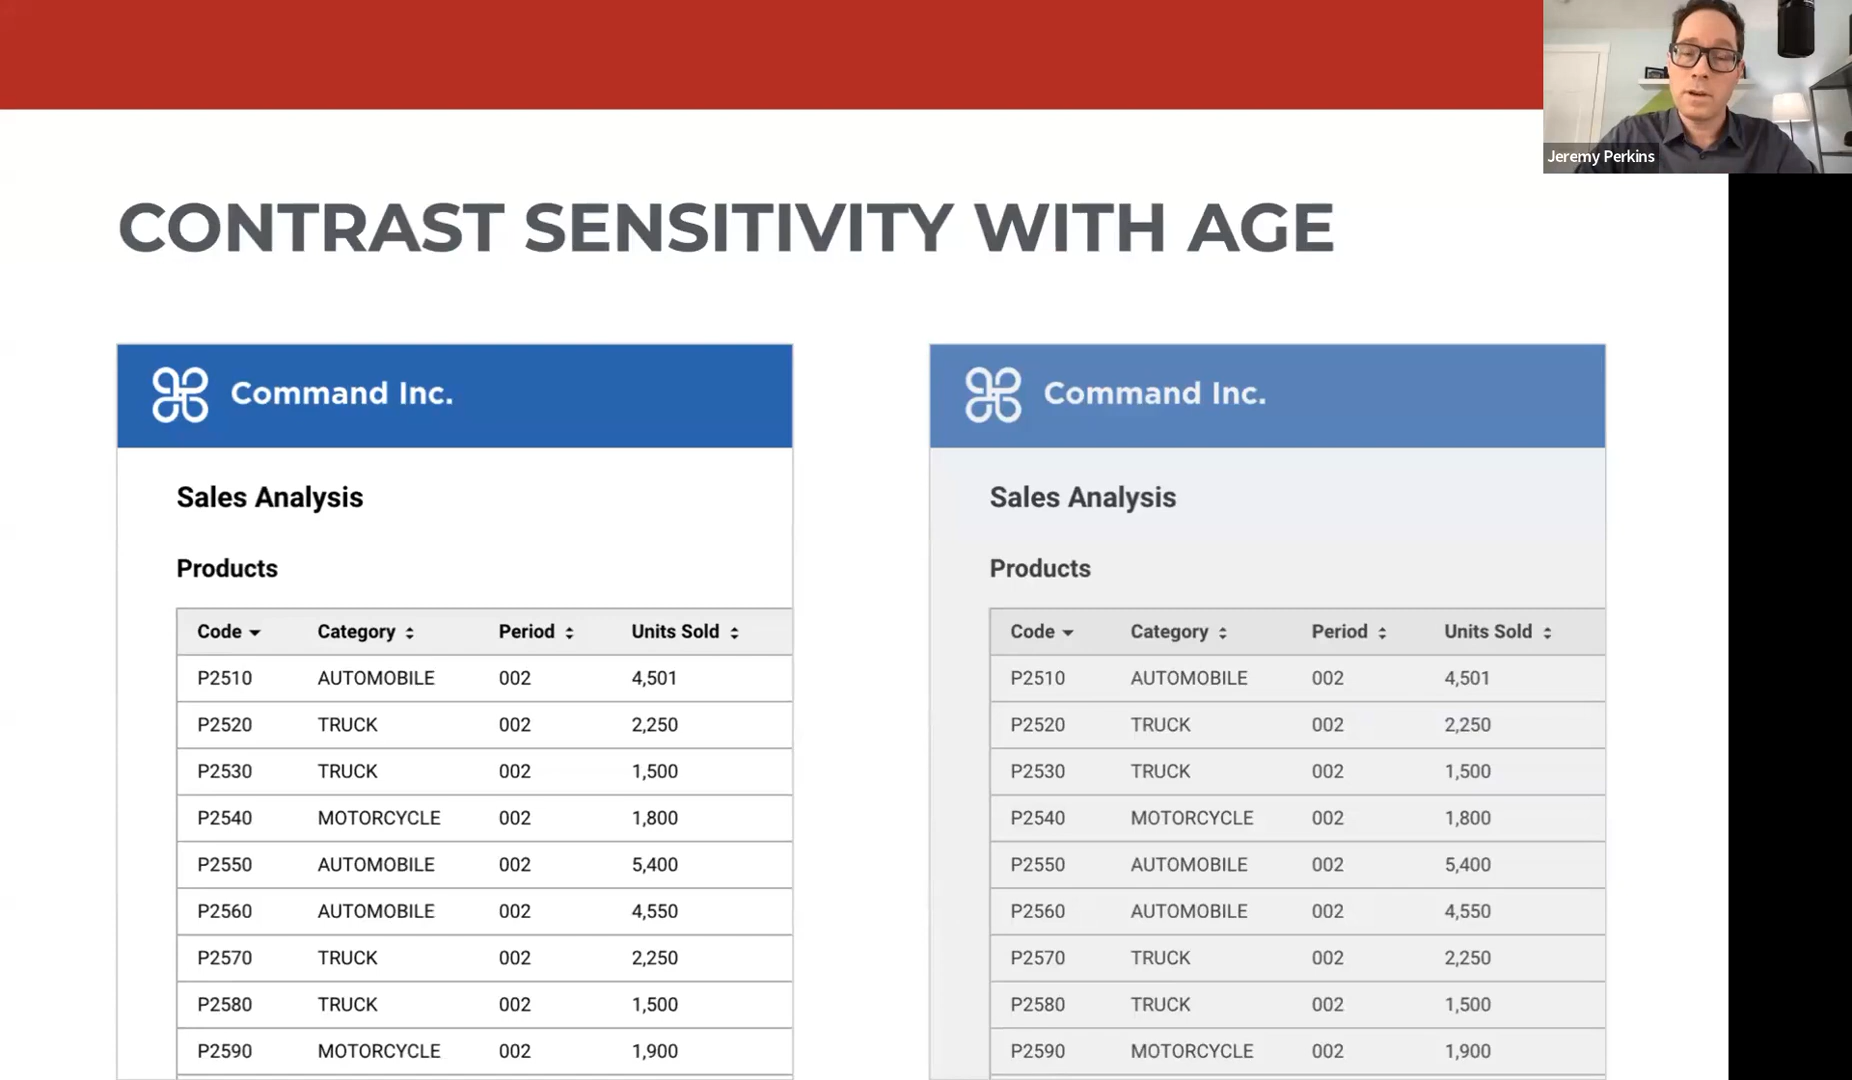 Jeremy Perkins
CONTRAST SENSITIVITY WITH AGE
Command Inc.
Sales Analysis
Products
Code Category Period Units Sold
P2510 AUTOMOBILE 002 4,501
P2520 TRUCK 002 2,250
P2530 TRUCK 002 1,500
P2540 MOTORCYCLE 002 1,800
P2550 AUTOMOBILE 002 5,400
P2560 AUTOMOBILE 002 4,550
P2570 TRUCK 002 2,250
P2580 TRUCK 002 1,500
P2590 MOTORCYCLE 002 1,900
Command Inc.
Sales Analysis
Products
Code Category Period Units Sold
P2510 AUTOMOBILE 002 4,501
P2520 TRUCK 002 2,250
P2530 TRUCK 002 1,500
P2540 MOTORCYCLE 002 1,800
P2550 AUTOMOBILE 002 5,400
P2560 AUTOMOBILE 002 4,550
P2570 TRUCK 002 2,250
P2580 TRUCK 002 1,500
P2590 MOTORCYCLE 002 1,900